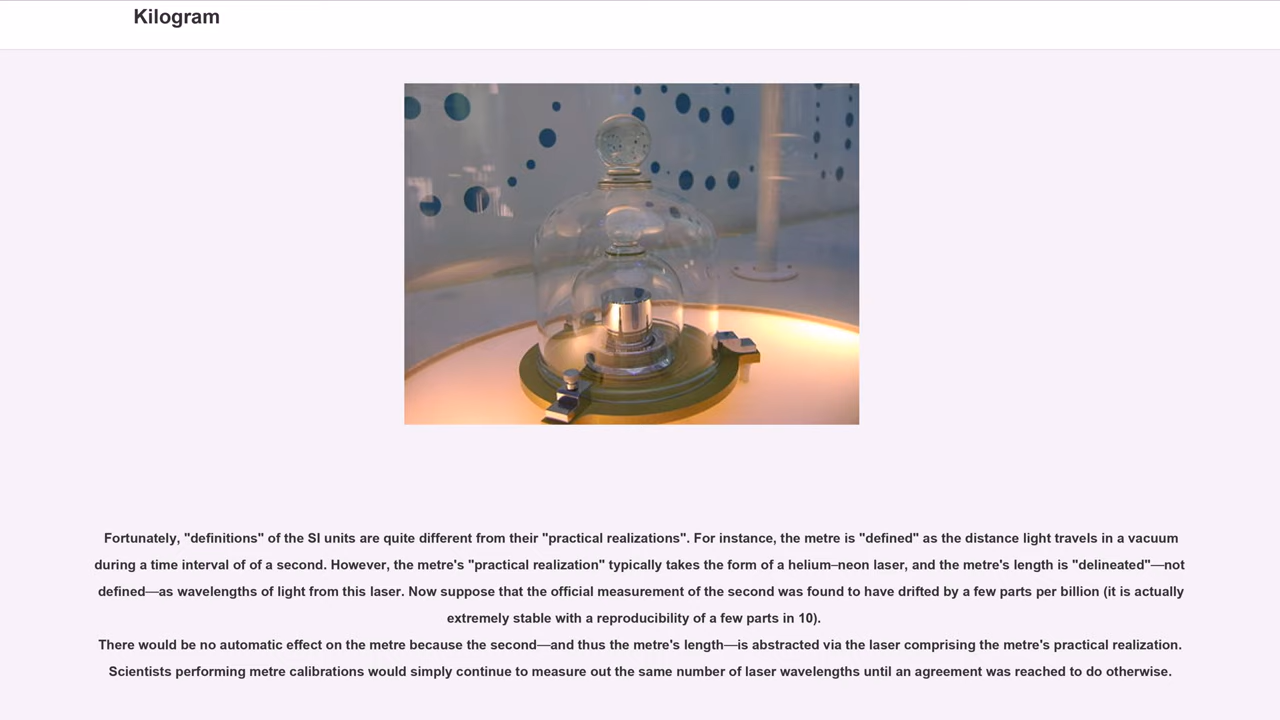 Kilogram
Fortunately, "definitions" of the SI units are quite different from their "practical realizations". For instance, the metre is "defined" as the distance light travels in a vacuum
during a time interval of of a second. However, the metre's "practical realization" typically takes the form of a helium–neon laser, and the metre's length is "delineated"—not
defined—as wavelengths of light from this laser. Now suppose that the official measurement of the second was found to have drifted by a few parts per billion (it is actually
extremely stable with a reproducibility of a few parts in 10).
There would be no automatic effect on the metre because the second—and thus the metre's length—is abstracted via the laser comprising the metre's practical realization.
Scientists performing metre calibrations would simply continue to measure out the same number of laser wavelengths until an agreement was reached to do otherwise.